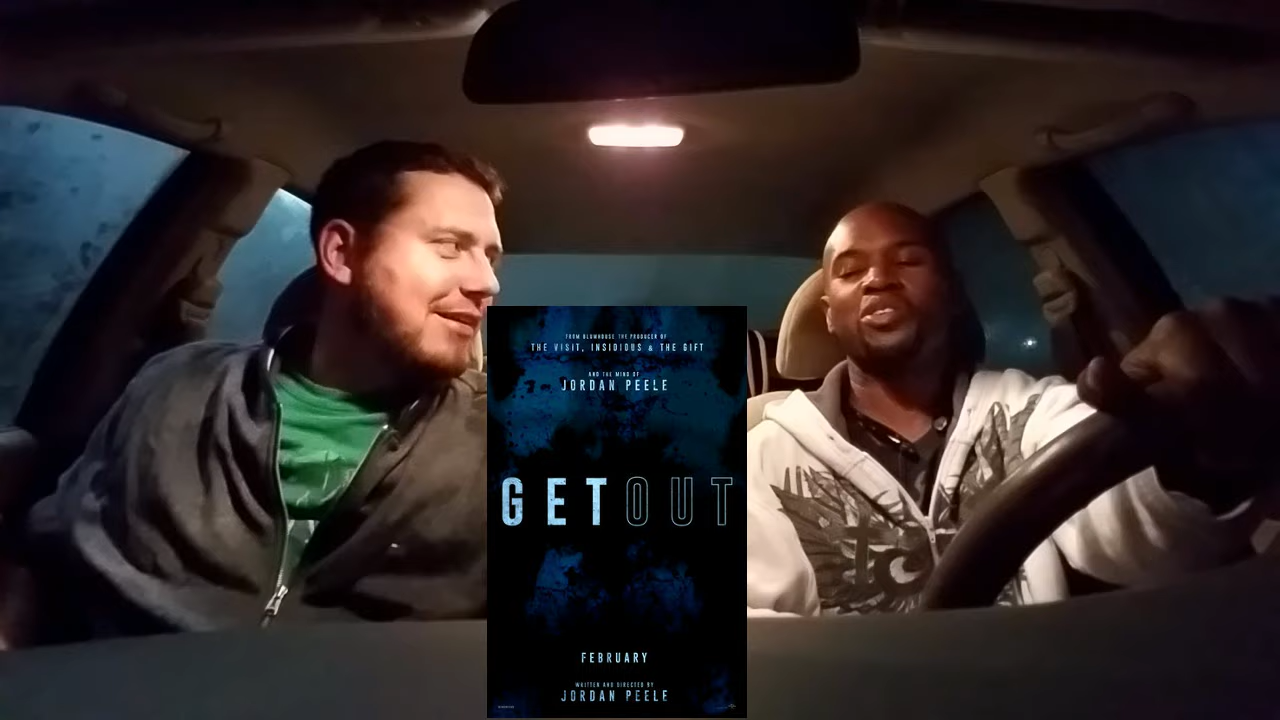 FROM BLUMHOUSE THE PRODUCER OF
THE VISIT, INSIDIOUS & THE GIFT
AND THE MIND OF
JORDAN PEELE
GET OUT
FEBRUARY
WRITTEN AND DIRECTED BY
JORDAN PEELE